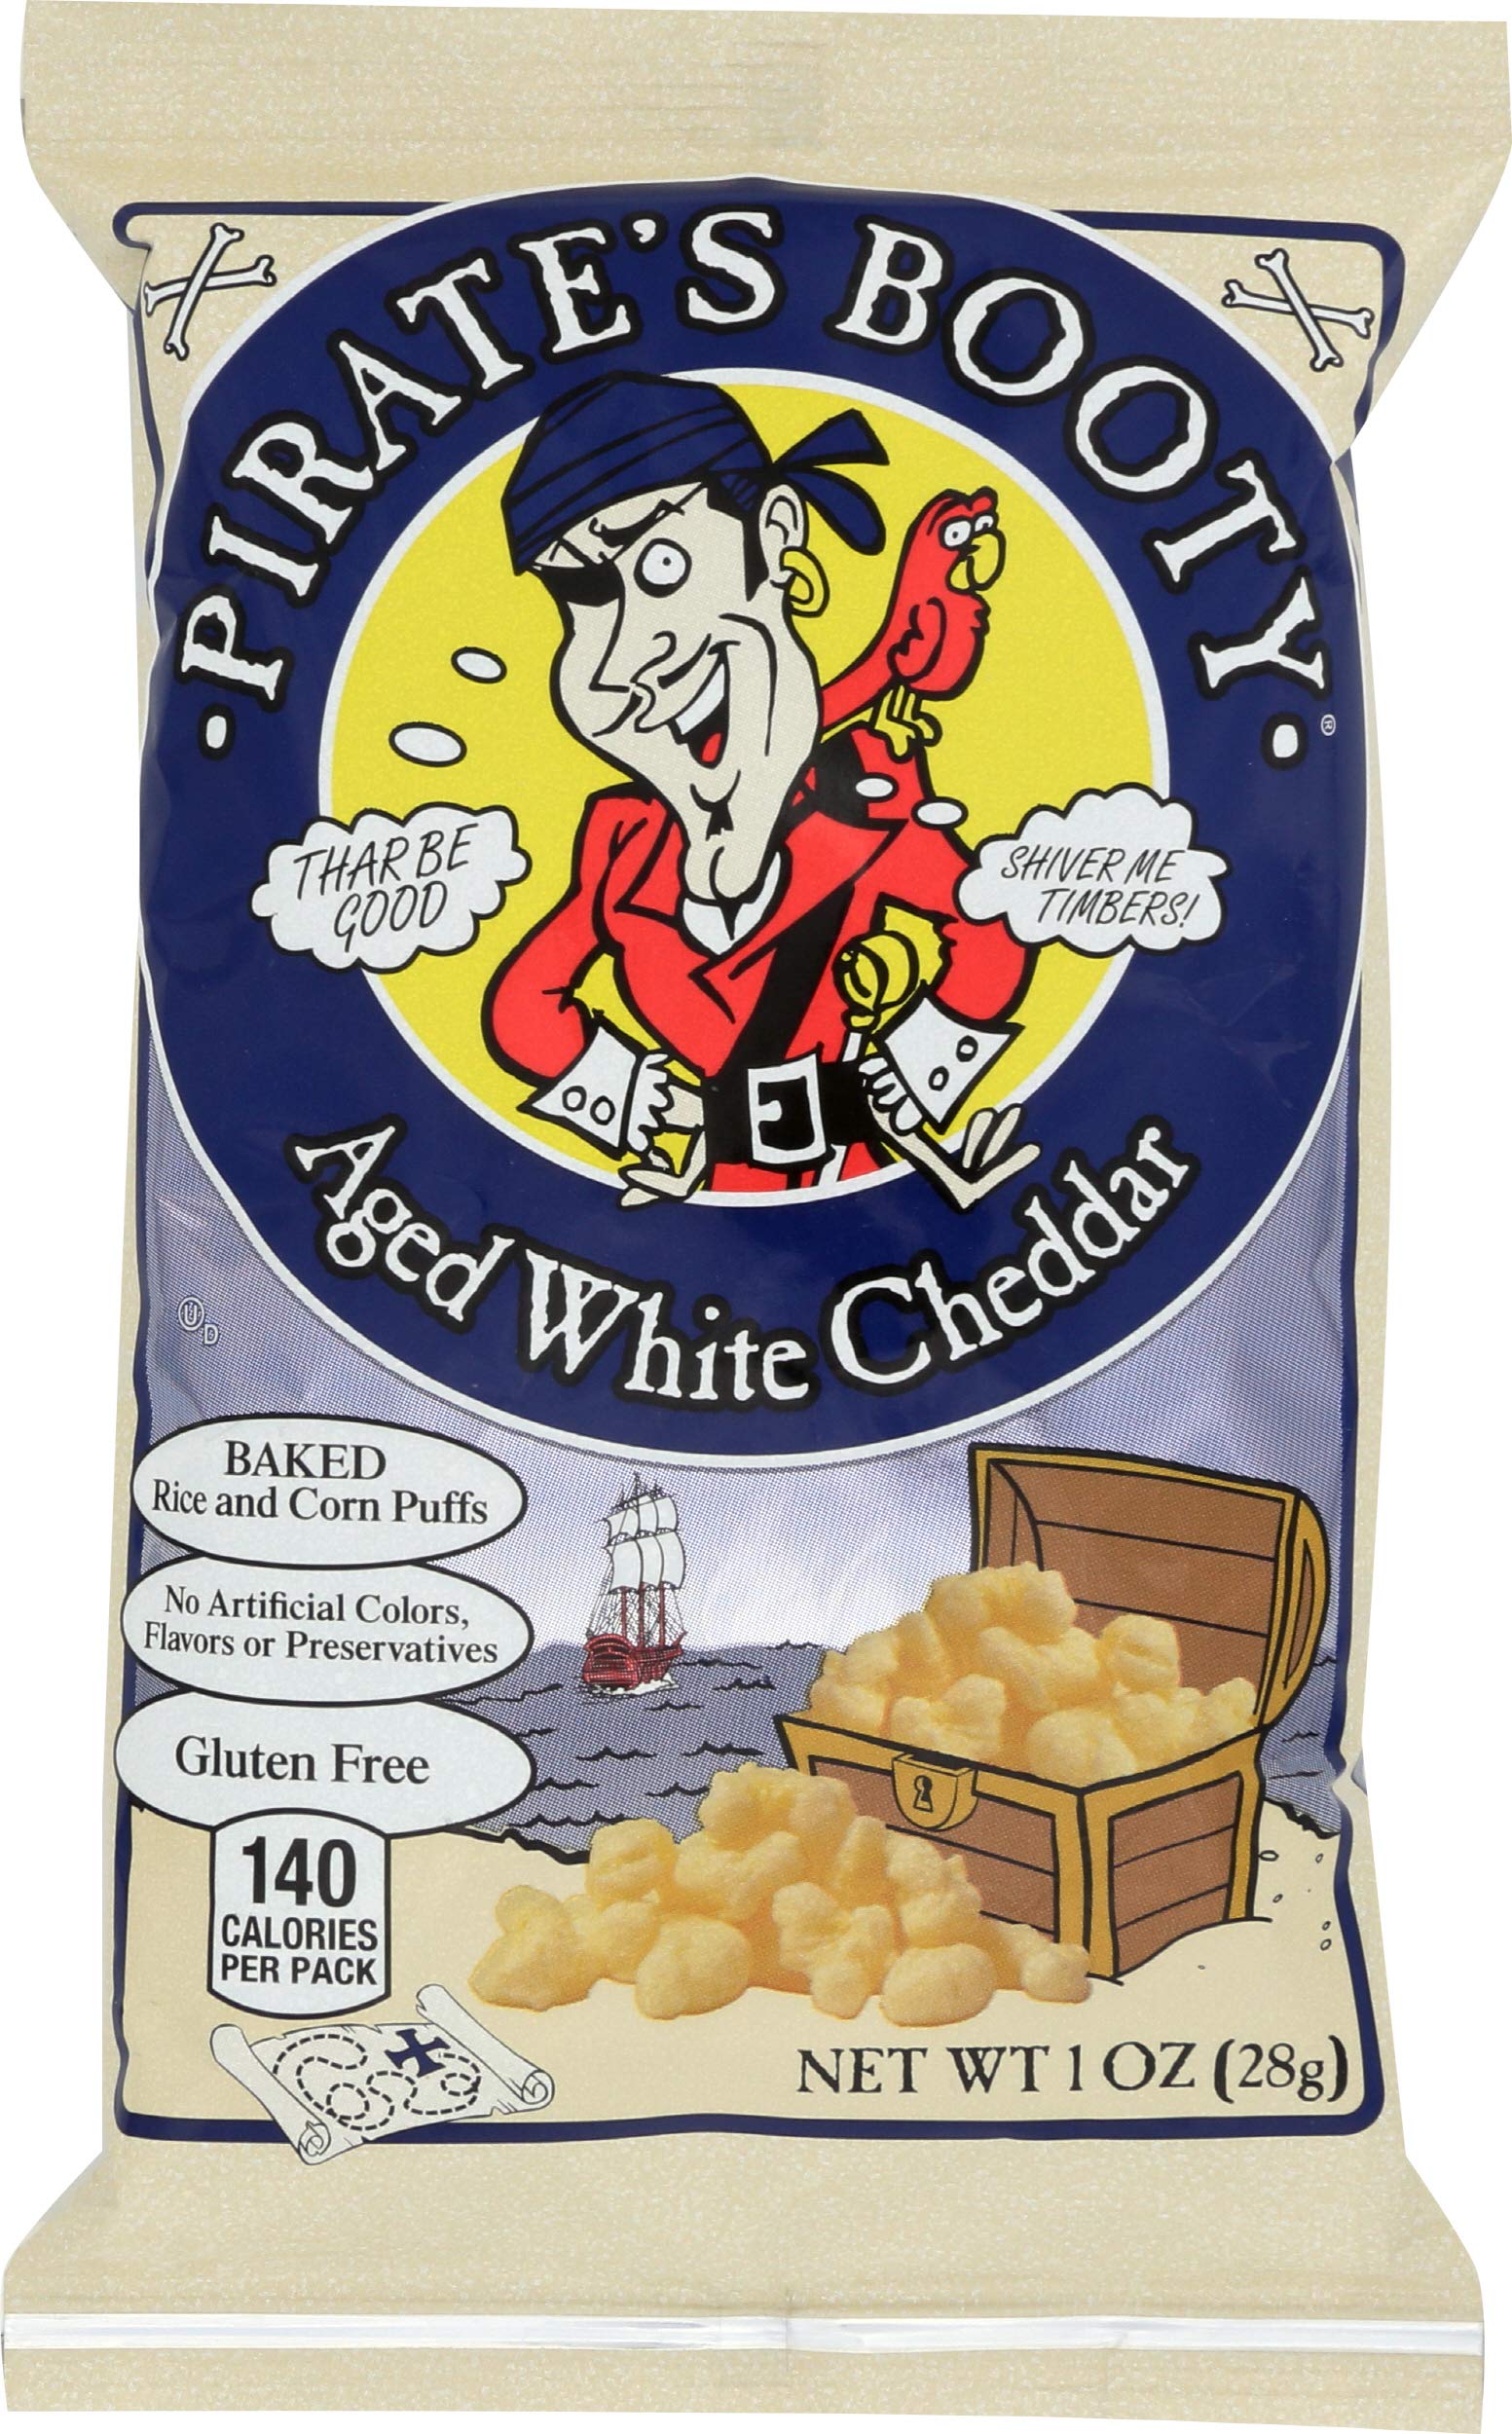 ·PIRATE'S BOOTY·®
THAR BE
GOOD
SHIVER ME
TIMBERS!
Aged White Cheddar
U D
BAKED
Rice and Corn Puffs
No Artificial Colors,
Flavors or Preservatives
Gluten Free
140
CALORIES
PER PACK
NET WT 1 OZ (28g)